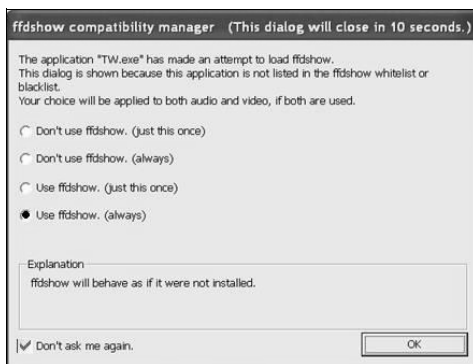 ffdshow compatibility manager (This dialog will close in 10 seconds.)
The application "TW.exe" has made an attempt to load ffdshow.
This dialog is shown because this application is not listed in the ffdshow whitelist or
blacklist.
Your choice will be applied to both audio and video, if both are used.
Don't use ffdshow. (just this once)
Don't use ffdshow. (always)
Use ffdshow. (just this once)
Use ffdshow. (always)
Explanation
ffdshow will behave as if it were not installed.
Don't ask me again.
OK